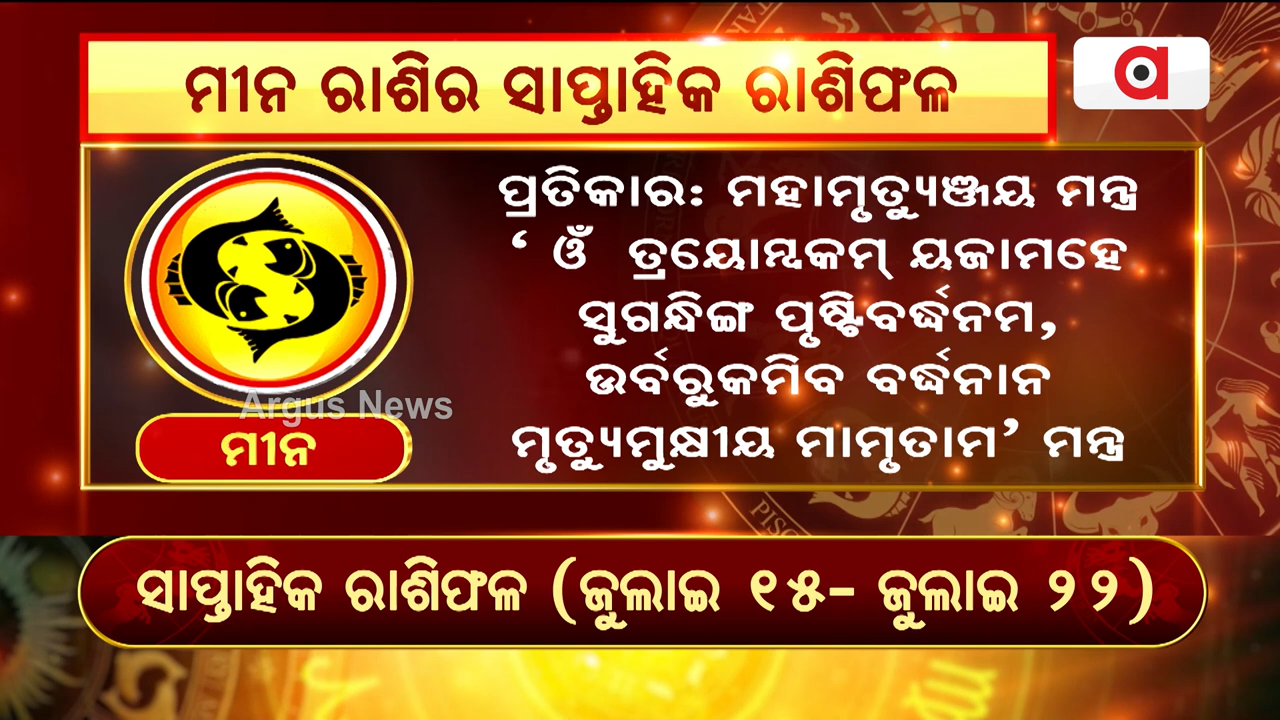 ମୀନ ରାଶିର ସାପ୍ତାହିକ ରାଶିଫଳ
a
ପ୍ରତିକାର: ମହାମୃତ୍ୟୁଞ୍ଜୟ ମନ୍ତ୍ର
‘ ଓଁ ତ୍ରୟୋମ୍ବକମ୍ ୟଜାମହେ
ସୁଗନ୍ଧିଙ୍ଗ ପୃଷ୍ଟିବର୍ଦ୍ଧନମ,
ଉର୍ବରୁକମିବ ବର୍ଦ୍ଧନାନ
ମୃତ୍ୟୁମୁକ୍ଷୀୟ ମାମୃତାମ’ ମନ୍ତ୍ର
Argus News
ମୀନ
ସାପ୍ତାହିକ ରାଶିଫଳ (ଜୁଲାଇ ୧୫- ଜୁଲାଇ ୨୨)